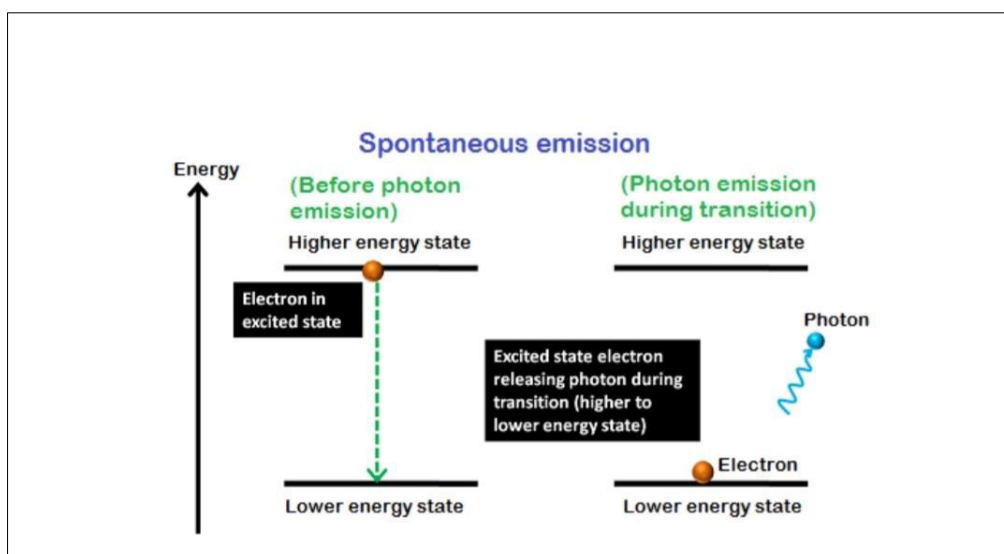 Spontaneous emission
Energy
(Before photon
emission)
Higher energy state
Electron in
excited state
Lower energy state
(Photon emission
during transition)
Higher energy state
Photon
Excited state electron
releasing photon during
transition (higher to
lower energy state)
Electron
Lower energy state